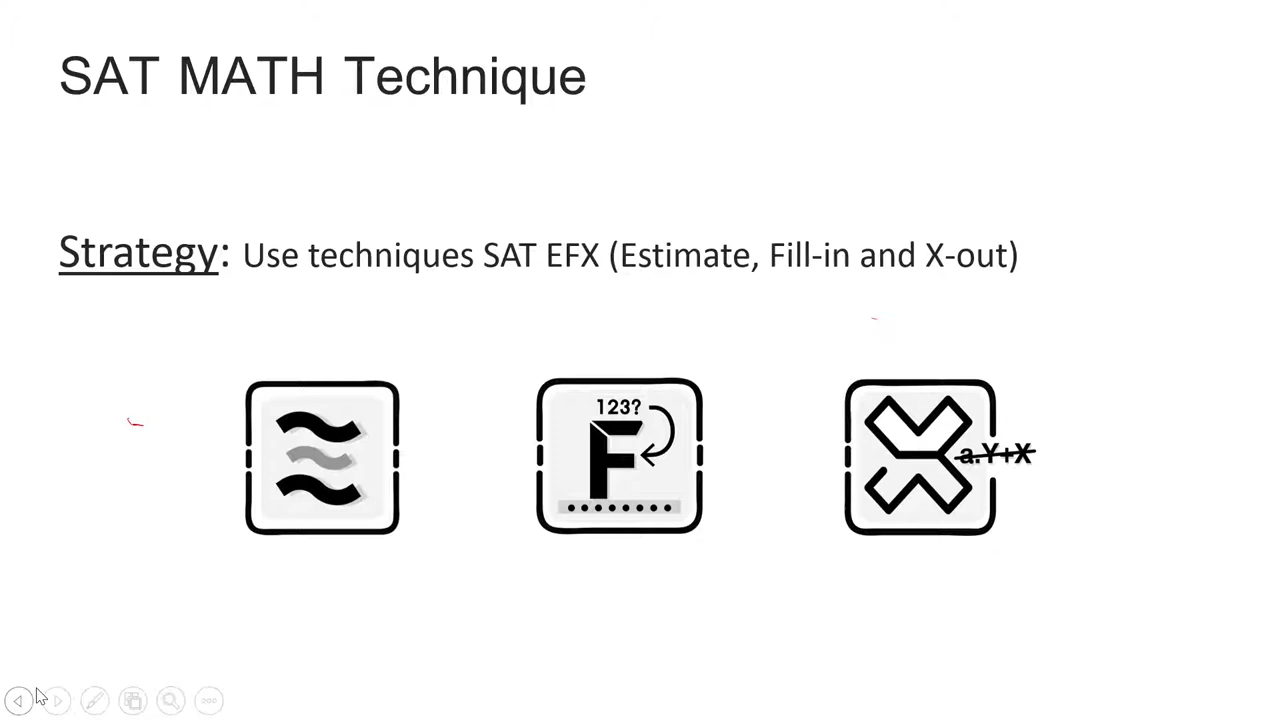 SAT MATH Technique
Strategy: Use techniques SAT EFX (Estimate, Fill-in and X-out)
123?
F
a.Y+X